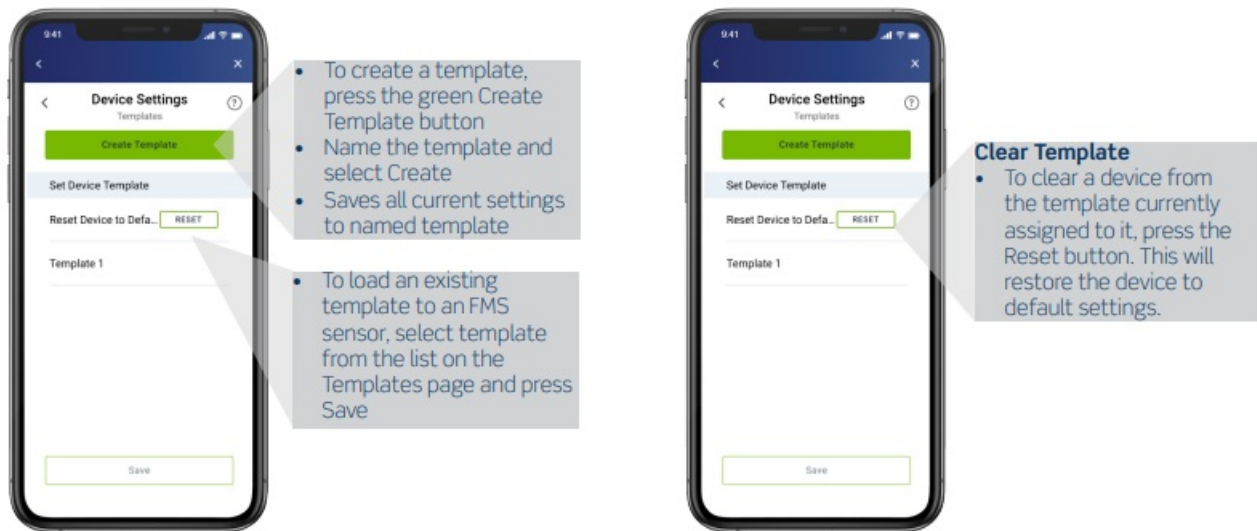 9:41
Device Settings
Templates
Create Template
Set Device Template
Reset Device to Defa... RESET
Template 1
Save
• To create a template,
press the green Create
Template button
• Name the template and
select Create
• Saves all current settings
to named template
• To load an existing
template to an FMS
sensor, select template
from the list on the
Templates page and press
Save
9:41
Device Settings
Templates
Create Template
Set Device Template
Reset Device to Defa... RESET
Template 1
Save
Clear Template
• To clear a device from
the template currently
assigned to it, press the
Reset button. This will
restore the device to
default settings.